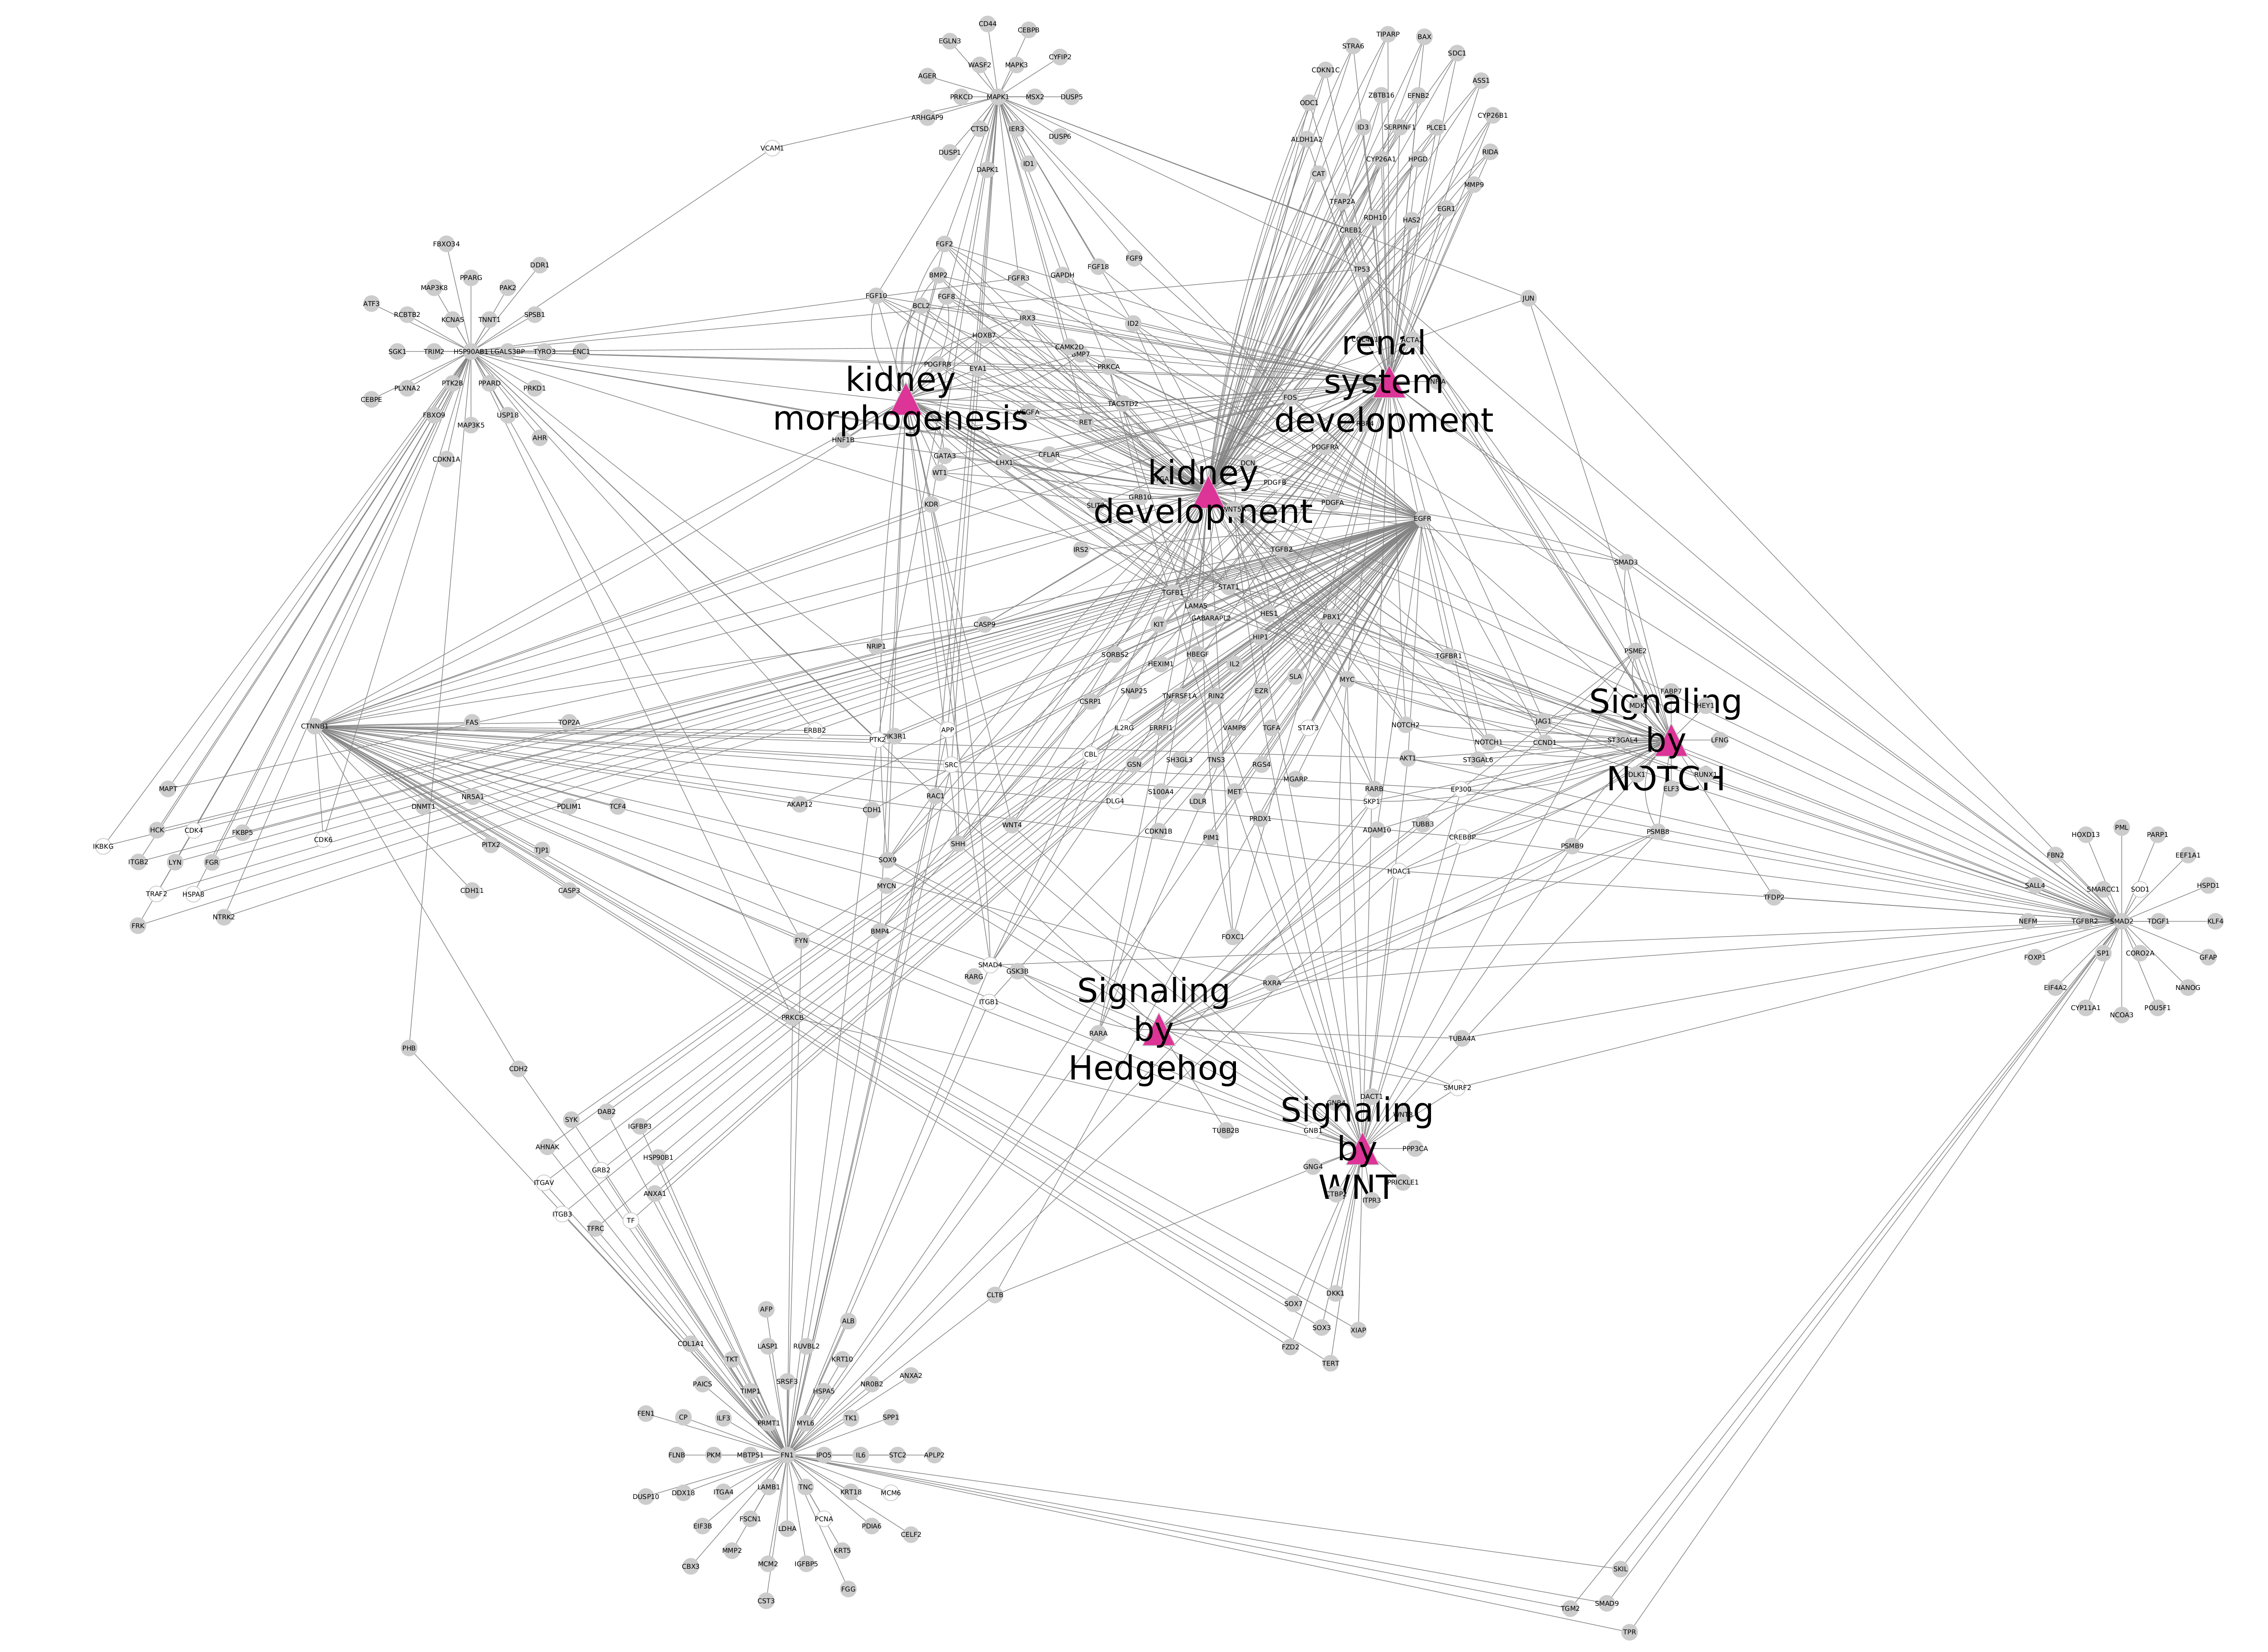 CD44
CEBPB
EGLN3
CYFIP2
WASF2
MAPK3
AGER
PRKCD
MAPK1
MSX2
DUSP5
ARHGAP9
CTSD
IER3
DUSP6
DUSP1
ID1
DAPK1
VCAM1
TIPARP
BAX
STRA6
SDC1
CDKN1C
ASS1
ODC1
ZBTB16
EFNB2
CYP26B1
ID3
SERPINF1
PLCE1
ALDH1A2
RIDA
CYP26A1
HPGD
CAT
MMP9
TFAP2A
EGR1
RDH10
HAS2
CREB1
TP53
JUN
FBXO34
DDR1
PPARG
MAP3K8
PAK2
ATF3
RCBTB2
KCNA5
TNNT1
SPSB1
SGK1
TRIM2
HSP90AB1
LGALS3BP
TYRO3
ENC1
PLXNA2
PTK2B
PPARD
PRKD1
CEBPE
FBXO9
USP18
MAP3K5
AHR
CDKN1A
FGF2
FGF9
FGF18
BMP2
FGFR3
GAPDH
FGF10
FGF8
BCL2
IRX3
ID2
HOXB7
CAMK2D
BMP7
PDGFRB
EYA1
PRKCA
TACSTD2
VEGFA
RET
FOS
renal
system
development
kidney
morphogenesis
HNF1B
GATA3
WT1
LHX1
CFLAR
PDGFRA
DCN
PDGFB
PDGFA
kidney
development
KDR
GRB10
EGFR
IRS2
TGFB2
SMAD3
STAT1
TGFB1
LAMA5
GABARAPL2
HES1
PBX1
CASP9
KIT
HIP1
NRIP1
SORBS2
HEXIM1
HBEGF
IL2
TGFBR1
PSME2
SLA
MYC
SNAP25
TNFRSF1A
RIN2
EZR
CSRP1
FABP7
MDK
HEY1
Signaling
by
NOTCH
CTNNB1
FAS
TOP2A
ERBB2
PTK2
PIK3R1
APP
IL2RG
ERRFI1
VAMP8
TGFA
STAT3
NOTCH2
NOTCH1
JAG1
CCND1
ST3GAL4
LFNG
CBL
SRC
GSN
SH3GL3
TNS3
RGS4
MGARP
AKT1
ST3GAL6
DLK1
RUNX1
ELF3
MAPT
NR5A1
DNMT1
PDLIM1
TCF4
AKAP12
CDH1
RAC1
DLG4
S100A4
LDLR
MET
RARB
SKP1
EP300
HCK
CDK4
FKBP5
CDK6
IKBKG
ITGB2
LYN
FGR
PITX2
TJP1
WNT4
SHH
CDKN1B
PIM1
PRDX1
ADAM10
TUBB3
CREBBP
PSMB8
PSMB9
TRAF2
HSPA8
FRK
NTRK2
CDH11
CASP3
SOX9
MYCN
HDAC1
TFDP2
FYN
BMP4
FOXC1
SMAD4
RARG
GSK3B
ITGB1
RXRA
HOXD13
PML
PARP1
FBN2
EEF1A1
SALL4
SMARCC1
SOD1
HSPD1
NEFM
TGFBR2
SMAD2
TDGF1
KLF4
FOXP1
SP1
CORO2A
GFAP
EIF4A2
NANOG
CYP11A1
NCOA3
POU5F1
Signaling
by
Hedgehog
PRKCB
RARA
PHB
CDH2
TUBA4A
SMURF2
SYK
DAB2
IGFBP3
AHNAK
HSP90B1
GRB2
ITGAV
ANXA1
ITGB3
TF
TFRC
TUBB2B
DACT1
GNB1
Signaling
by
WNT
PPP3CA
GNG4
PRICKLE1
ITPR3
CLTB
DKK1
SOX7
SOX3
XIAP
FZD2
TERT
AFP
ALB
COL1A1
LASP1
RUVBL2
TKT
KRT10
PAICS
TIMP1
SRSF3
HSPA5
NR0B2
ANXA2
FEN1
CP
ILF3
PRMT1
MYL6
TK1
SPP1
FLNB
PKM
MBTPS1
FN1
IPO5
IL6
STC2
APLP2
DUSP10
DDX18
ITGA4
LAMB1
TNC
KRT18
MCM6
EIF3B
FSCN1
LDHA
PCNA
PDIA6
CELF2
CBX3
MMP2
MCM2
IGFBP5
KRT5
CST3
FGG
SKIL
TGM2
SMAD9
TPR